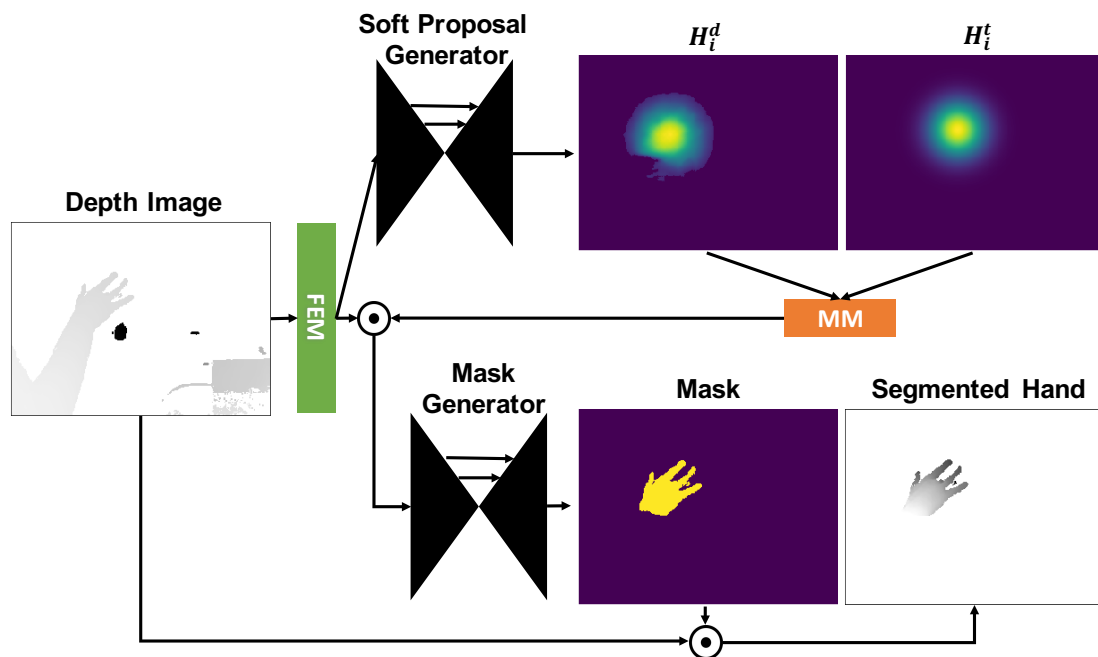 Soft Proposal
Generator
$H_i^d$
$H_i^t$
Depth Image
FEM
MM
Mask
Generator
Mask
Segmented Hand